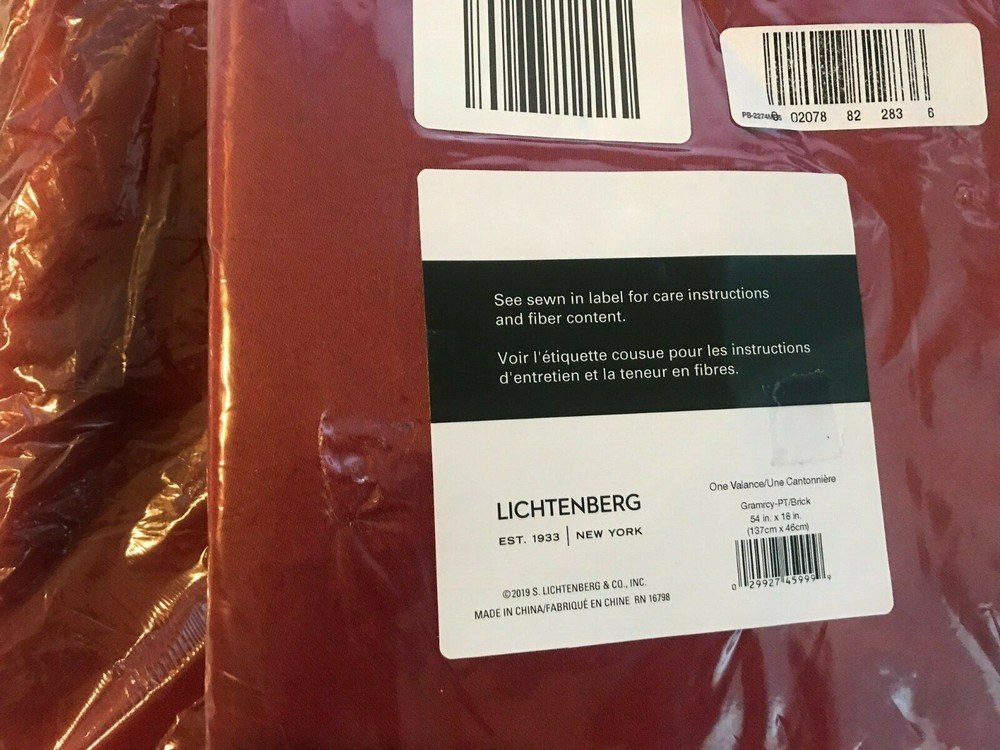 02078 82 283 6
See sewn in label for care instructions
and fiber content.
Voir l'étiquette cousue pour les instructions
d'entretien et la teneur en fibres.
LICHTENBERG
EST. 1933 | NEW YORK
©2019 S. LICHTENBERG & CO., INC.
MADE IN CHINA/FABRIQUÉ EN CHINE RN 16798
One Valance/Une Cantonnière
Gramrcy-PT/Brick
54 in. x 18 in.
(137cm x 46cm)
0 29927 45999 9